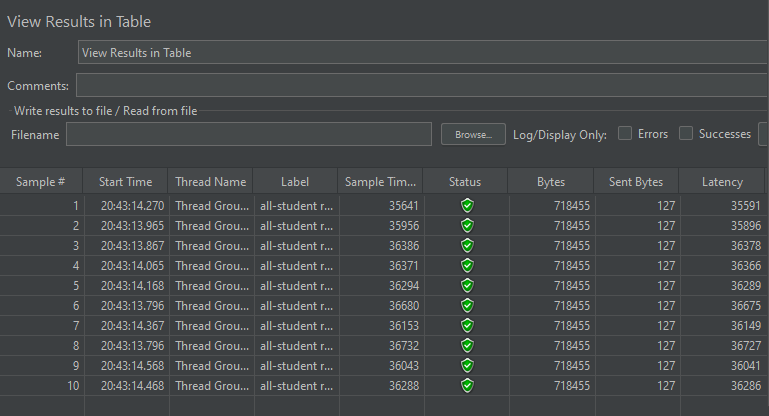 View Results in Table
Name: View Results in Table
Comments:
Write results to file / Read from file
Filename Browse... Log/Display Only: Errors Successes
Sample # Start Time Thread Name Label Sample Tim... Status Bytes Sent Bytes Latency
1 20:43:14.270 Thread Grou... all-student r... 35641 718455 127 35591
2 20:43:13.965 Thread Grou... all-student r... 35956 718455 127 35896
3 20:43:13.867 Thread Grou... all-student r... 36386 718455 127 36378
4 20:43:14.065 Thread Grou... all-student r... 36371 718455 127 36366
5 20:43:14.168 Thread Grou... all-student r... 36294 718455 127 36289
6 20:43:13.796 Thread Grou... all-student r... 36680 718455 127 36675
7 20:43:14.367 Thread Grou... all-student r... 36153 718455 127 36149
8 20:43:13.796 Thread Grou... all-student r... 36732 718455 127 36727
9 20:43:14.568 Thread Grou... all-student r... 36043 718455 127 36041
10 20:43:14.468 Thread Grou... all-student r... 36288 718455 127 36286